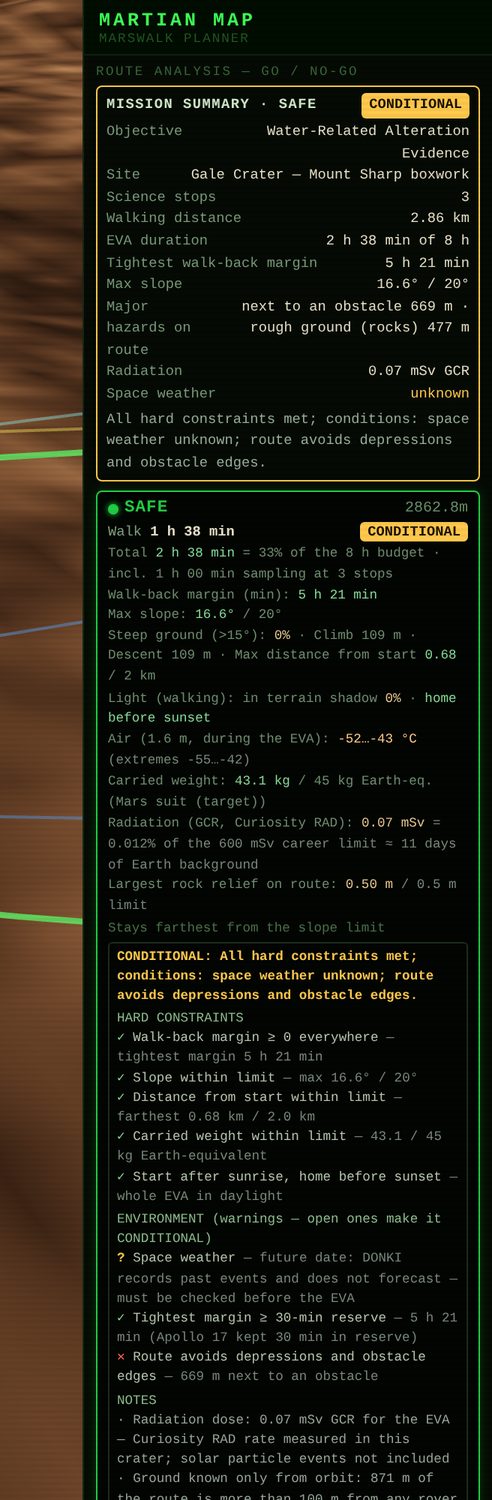 MARTIAN MAP
MARSWALK PLANNER
ROUTE ANALYSIS — GO / NO-GO
MISSION SUMMARY · SAFE CONDITIONAL
Objective Water-Related Alteration
Evidence
Site Gale Crater — Mount Sharp boxwork
Science stops 3
Walking distance 2.86 km
EVA duration 2 h 38 min of 8 h
Tightest walk-back margin 5 h 21 min
Max slope 16.6° / 20°
Major next to an obstacle 669 m ·
hazards on rough ground (rocks) 477 m
route
Radiation 0.07 mSv GCR
Space weather unknown
All hard constraints met; conditions: space
weather unknown; route avoids depressions
and obstacle edges.
SAFE 2862.8m
Walk 1 h 38 min CONDITIONAL
Total 2 h 38 min = 33% of the 8 h budget ·
incl. 1 h 00 min sampling at 3 stops
Walk-back margin (min): 5 h 21 min
Max slope: 16.6° / 20°
Steep ground (>15°): 0% · Climb 109 m ·
Descent 109 m · Max distance from start 0.68
/ 2 km
Light (walking): in terrain shadow 0% · home
before sunset
Air (1.6 m, during the EVA): -52…-43 °C
(extremes -55…-42)
Carried weight: 43.1 kg / 45 kg Earth-eq.
(Mars suit (target))
Radiation (GCR, Curiosity RAD): 0.07 mSv =
0.012% of the 600 mSv career limit ≈ 11 days
of Earth background
Largest rock relief on route: 0.50 m / 0.5 m
limit
Stays farthest from the slope limit
CONDITIONAL: All hard constraints met;
conditions: space weather unknown; route
avoids depressions and obstacle edges.
HARD CONSTRAINTS
✓ Walk-back margin ≥ 0 everywhere —
tightest margin 5 h 21 min
✓ Slope within limit — max 16.6° / 20°
✓ Distance from start within limit —
farthest 0.68 km / 2.0 km
✓ Carried weight within limit — 43.1 / 45
kg Earth-equivalent
✓ Start after sunrise, home before sunset —
whole EVA in daylight
ENVIRONMENT (warnings — open ones make it
CONDITIONAL)
? Space weather — future date: DONKI
records past events and does not forecast —
must be checked before the EVA
✓ Tightest margin ≥ 30-min reserve — 5 h 21
min (Apollo 17 kept 30 min in reserve)
✕ Route avoids depressions and obstacle
edges — 669 m next to an obstacle
NOTES
· Radiation dose: 0.07 mSv GCR for the EVA
— Curiosity RAD rate measured in this
crater; solar particle events not included
· Ground known only from orbit: 871 m of
the route is more than 100 m from any rover